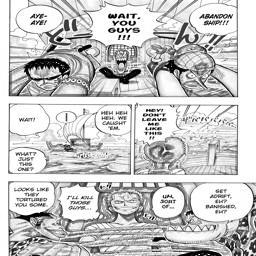 AYE-
AYE!
WAIT,
YOU
GUYS
!!!
ABANDON
SHIP!!!
WAIT!
WHAT?
JUST
THIS
ONE?
HEH HEH
HEH. WE
CAUGHT
'EM.
HEY!
DON'T
LEAVE
ME LIKE
THIS
!!
LOOKS LIKE
THEY
TORTURED
YOU SOME.
I'LL KILL
THOSE
GUYS...
UM,
SORT
OF...
SET
ADRIFT,
EH?
BANISHED,
EH?